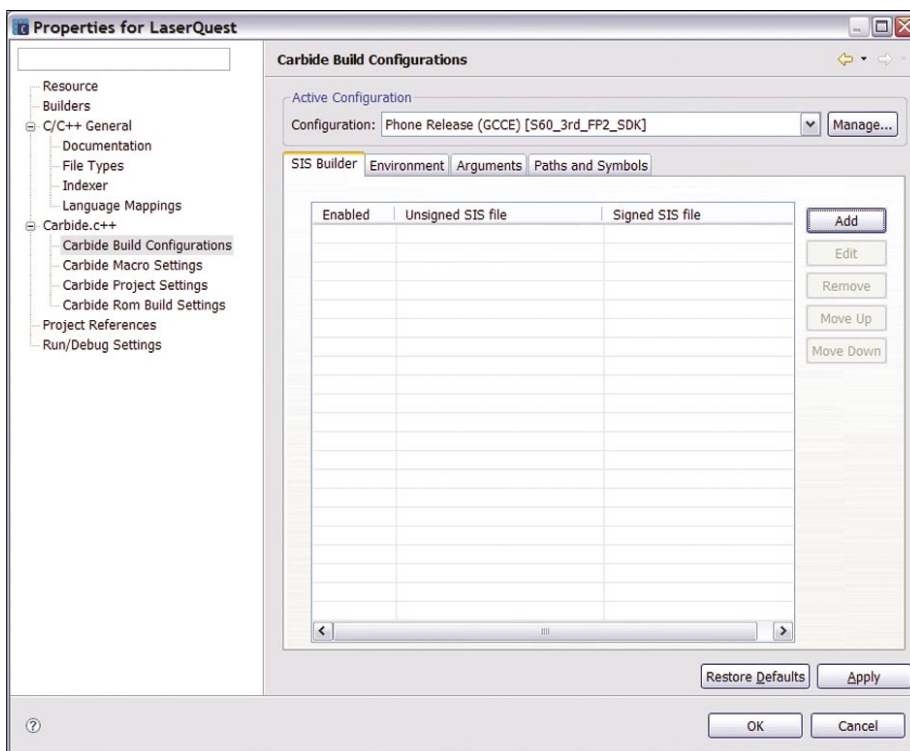 Properties for LaserQuest
Carbide Build Configurations
Resource
Builders
C/C++ General
Documentation
File Types
Indexer
Language Mappings
Carbide.c++
Carbide Build Configurations
Carbide Macro Settings
Carbide Project Settings
Carbide Rom Build Settings
Project References
Run/Debug Settings
Active Configuration
Configuration: Phone Release (GCCE) [S60_3rd_FP2_SDK] Manage...
SIS Builder Environment Arguments Paths and Symbols
Enabled Unsigned SIS file Signed SIS file
Add
Edit
Remove
Move Up
Move Down
Restore Defaults Apply
? OK Cancel